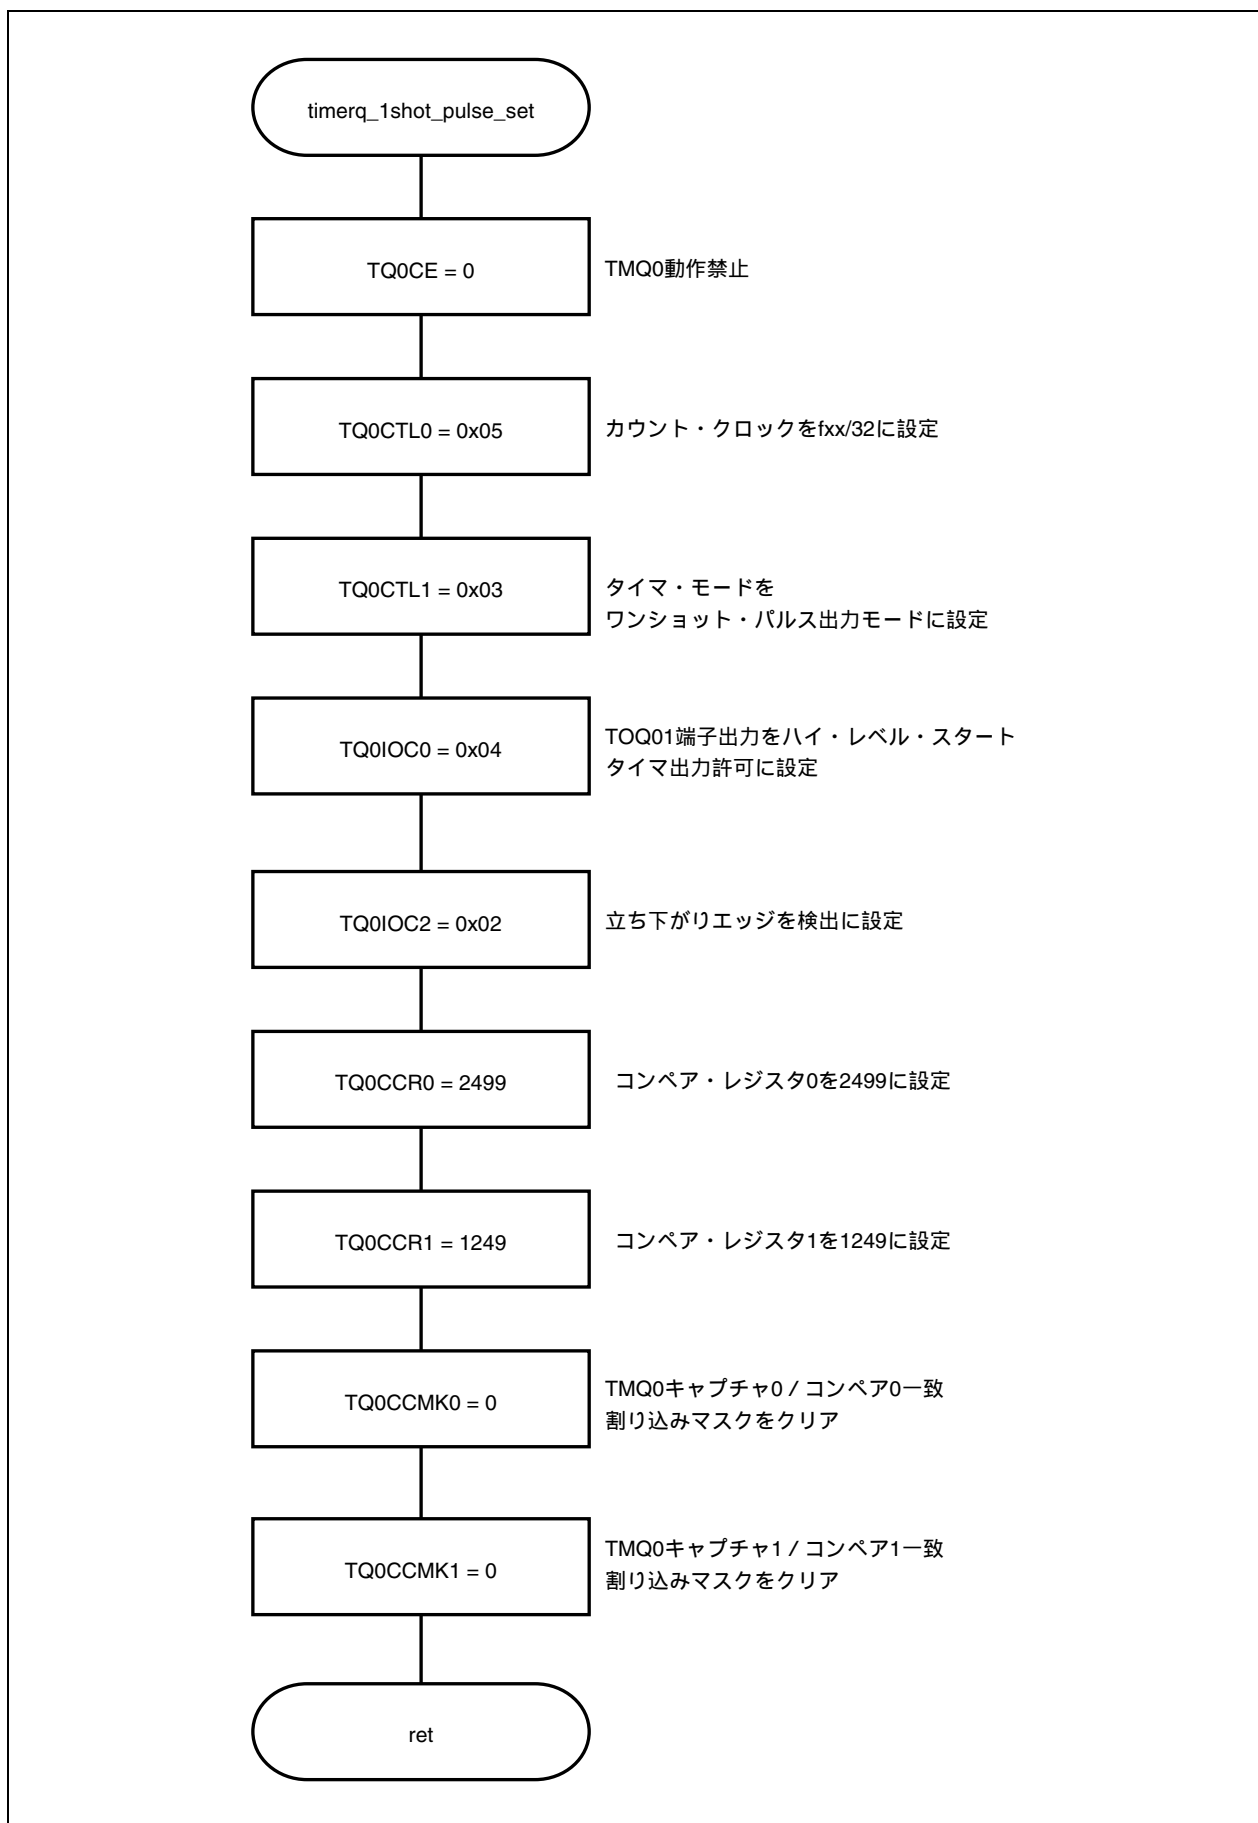 timerq_1shot_pulse_set
TQ0CE = 0
TMQ0動作禁止
TQ0CTL0 = 0x05
カウント・クロックをfxx/32に設定
TQ0CTL1 = 0x03
タイマ・モードを
ワンショット・パルス出力モードに設定
TQ0IOC0 = 0x04
TOQ01端子出力をハイ・レベル・スタート
タイマ出力許可に設定
TQ0IOC2 = 0x02
立ち下がりエッジを検出に設定
TQ0CCR0 = 2499
コンペア・レジスタ0を2499に設定
TQ0CCR1 = 1249
コンペア・レジスタ1を1249に設定
TQ0CCMK0 = 0
TMQ0キャプチャ0 / コンペア0一致
割り込みマスクをクリア
TQ0CCMK1 = 0
TMQ0キャプチャ1 / コンペア1一致
割り込みマスクをクリア
ret